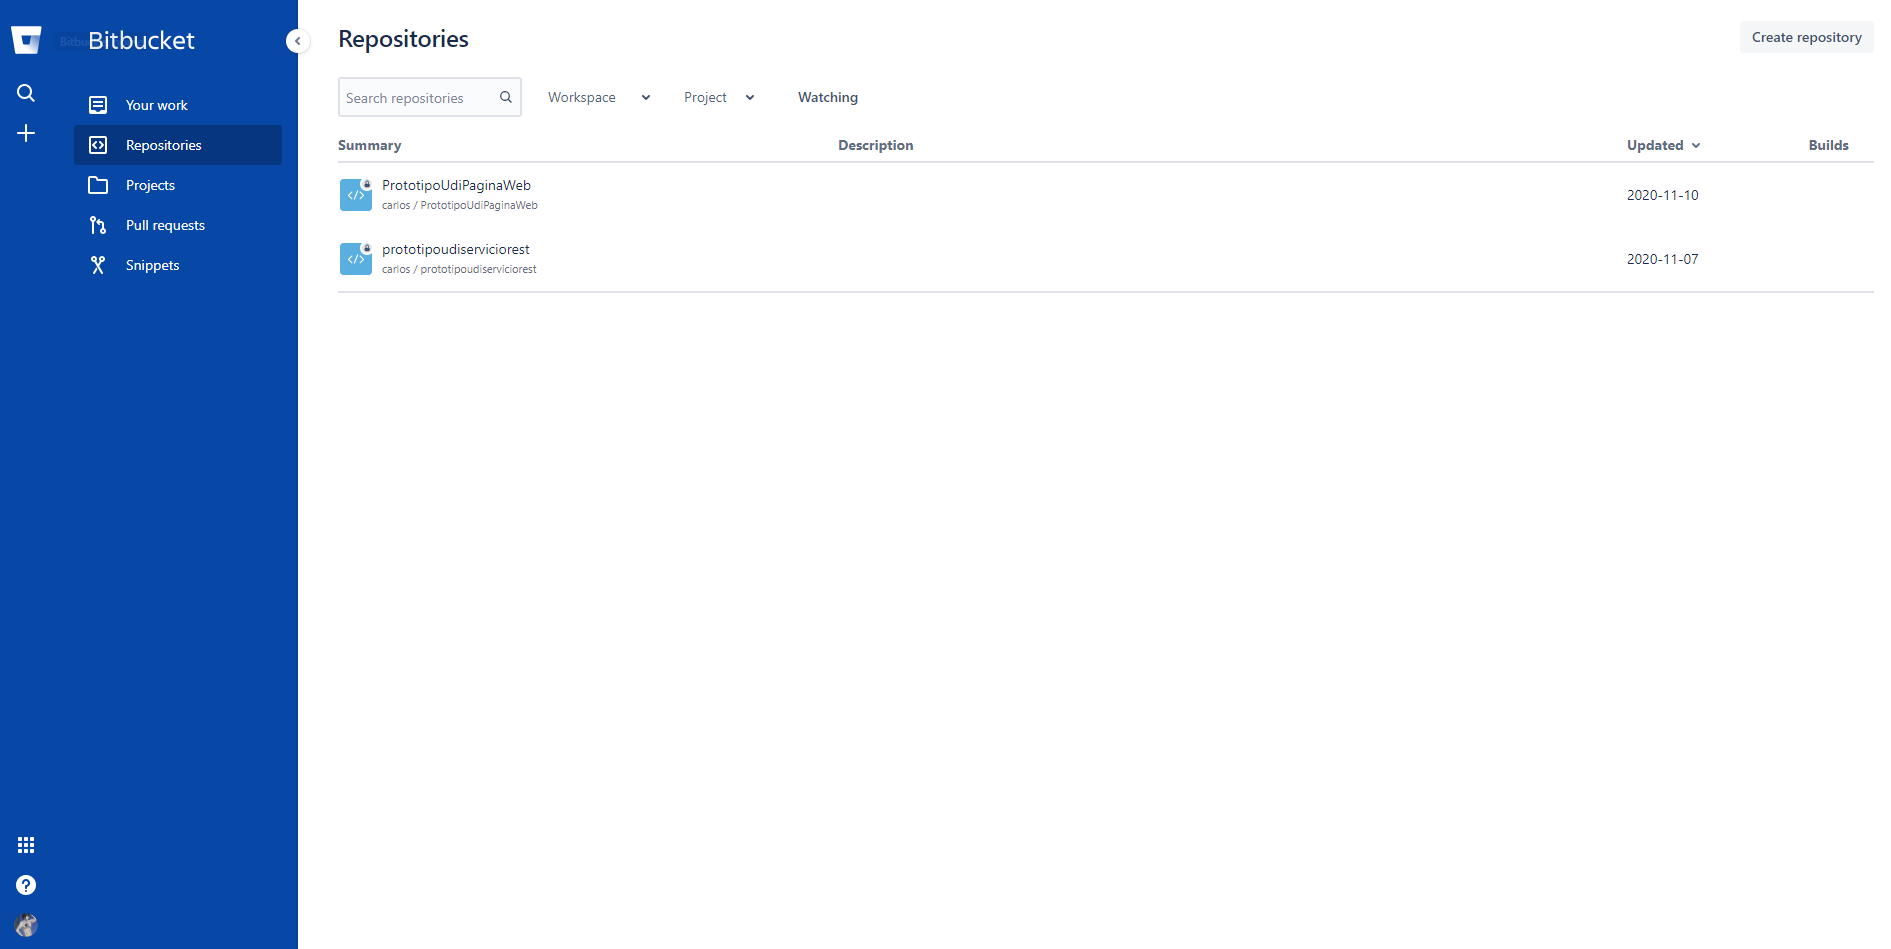 Bitbucket
Your work
Repositories
Projects
Pull requests
Snippets
Repositories
Create repository
Search repositories
Workspace
Project
Watching
Summary Description Updated Builds
PrototipoUdiPaginaWeb
carlos / PrototipoUdiPaginaWeb
2020-11-10
prototipoudiserviciorest
carlos / prototipoudiserviciorest
2020-11-07